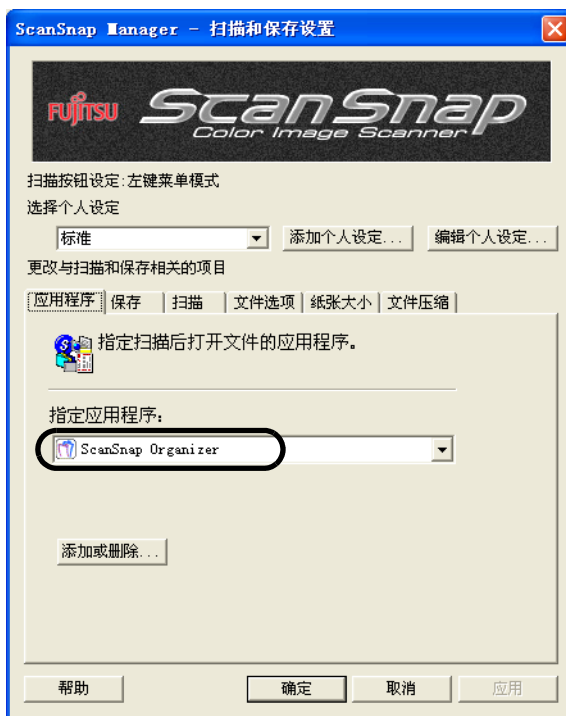 ScanSnap Manager - 扫描和保存设置
FUJITSU ScanSnap
Color Image Scanner
扫描按钮设定:左键菜单模式
选择个人设定
标准 添加个人设定... 编辑个人设定...
更改与扫描和保存相关的项目
应用程序 保存 扫描 文件选项 纸张大小 文件压缩
指定扫描后打开文件的应用程序。
指定应用程序:
ScanSnap Organizer
添加或删除...
帮助 确定 取消 应用